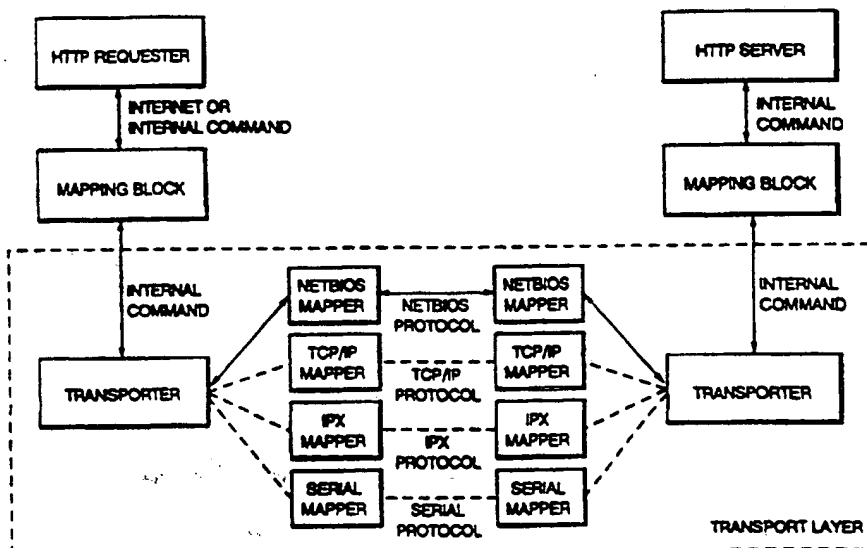 HTTP REQUESTER
HTTP SERVER
INTERNET OR
INTERNAL COMMAND
INTERNAL
COMMAND
MAPPING BLOCK
MAPPING BLOCK
INTERNAL
COMMAND
NETBIOS
MAPPER
NETBIOS
PROTOCOL
NETBIOS
MAPPER
INTERNAL
COMMAND
TRANSPORTER
TCP/IP
MAPPER
TCP/IP
PROTOCOL
TCP/IP
MAPPER
TRANSPORTER
IPX
MAPPER
IPX
PROTOCOL
IPX
MAPPER
SERIAL
MAPPER
SERIAL
PROTOCOL
SERIAL
MAPPER
TRANSPORT LAYER